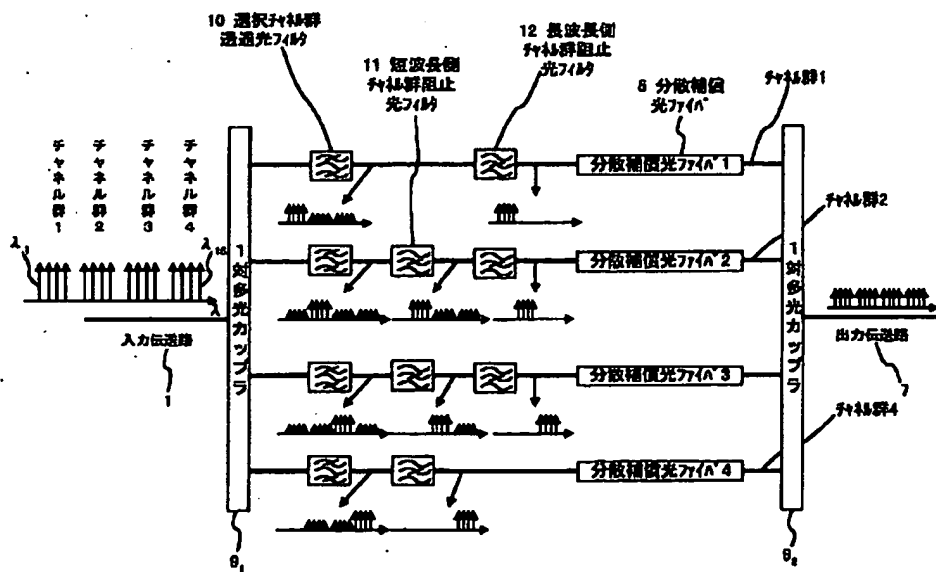 10 選択チャネル群
透過光フィルタ
11 短波長側
チャネル群阻止
光フィルタ
12 長波長側
チャネル群阻止
光フィルタ
8 分散補償
光ファイバ
チャネル群1
チャネル群1
チャネル群2
チャネル群3
チャネル群4
λ1
λ16
λ
入力伝送路
1
1対多光カップラ
9₁
分散補償光ファイバ1
分散補償光ファイバ2
分散補償光ファイバ3
分散補償光ファイバ4
チャネル群2
チャネル群4
1対多光カップラ
9₂
出力伝送路
7